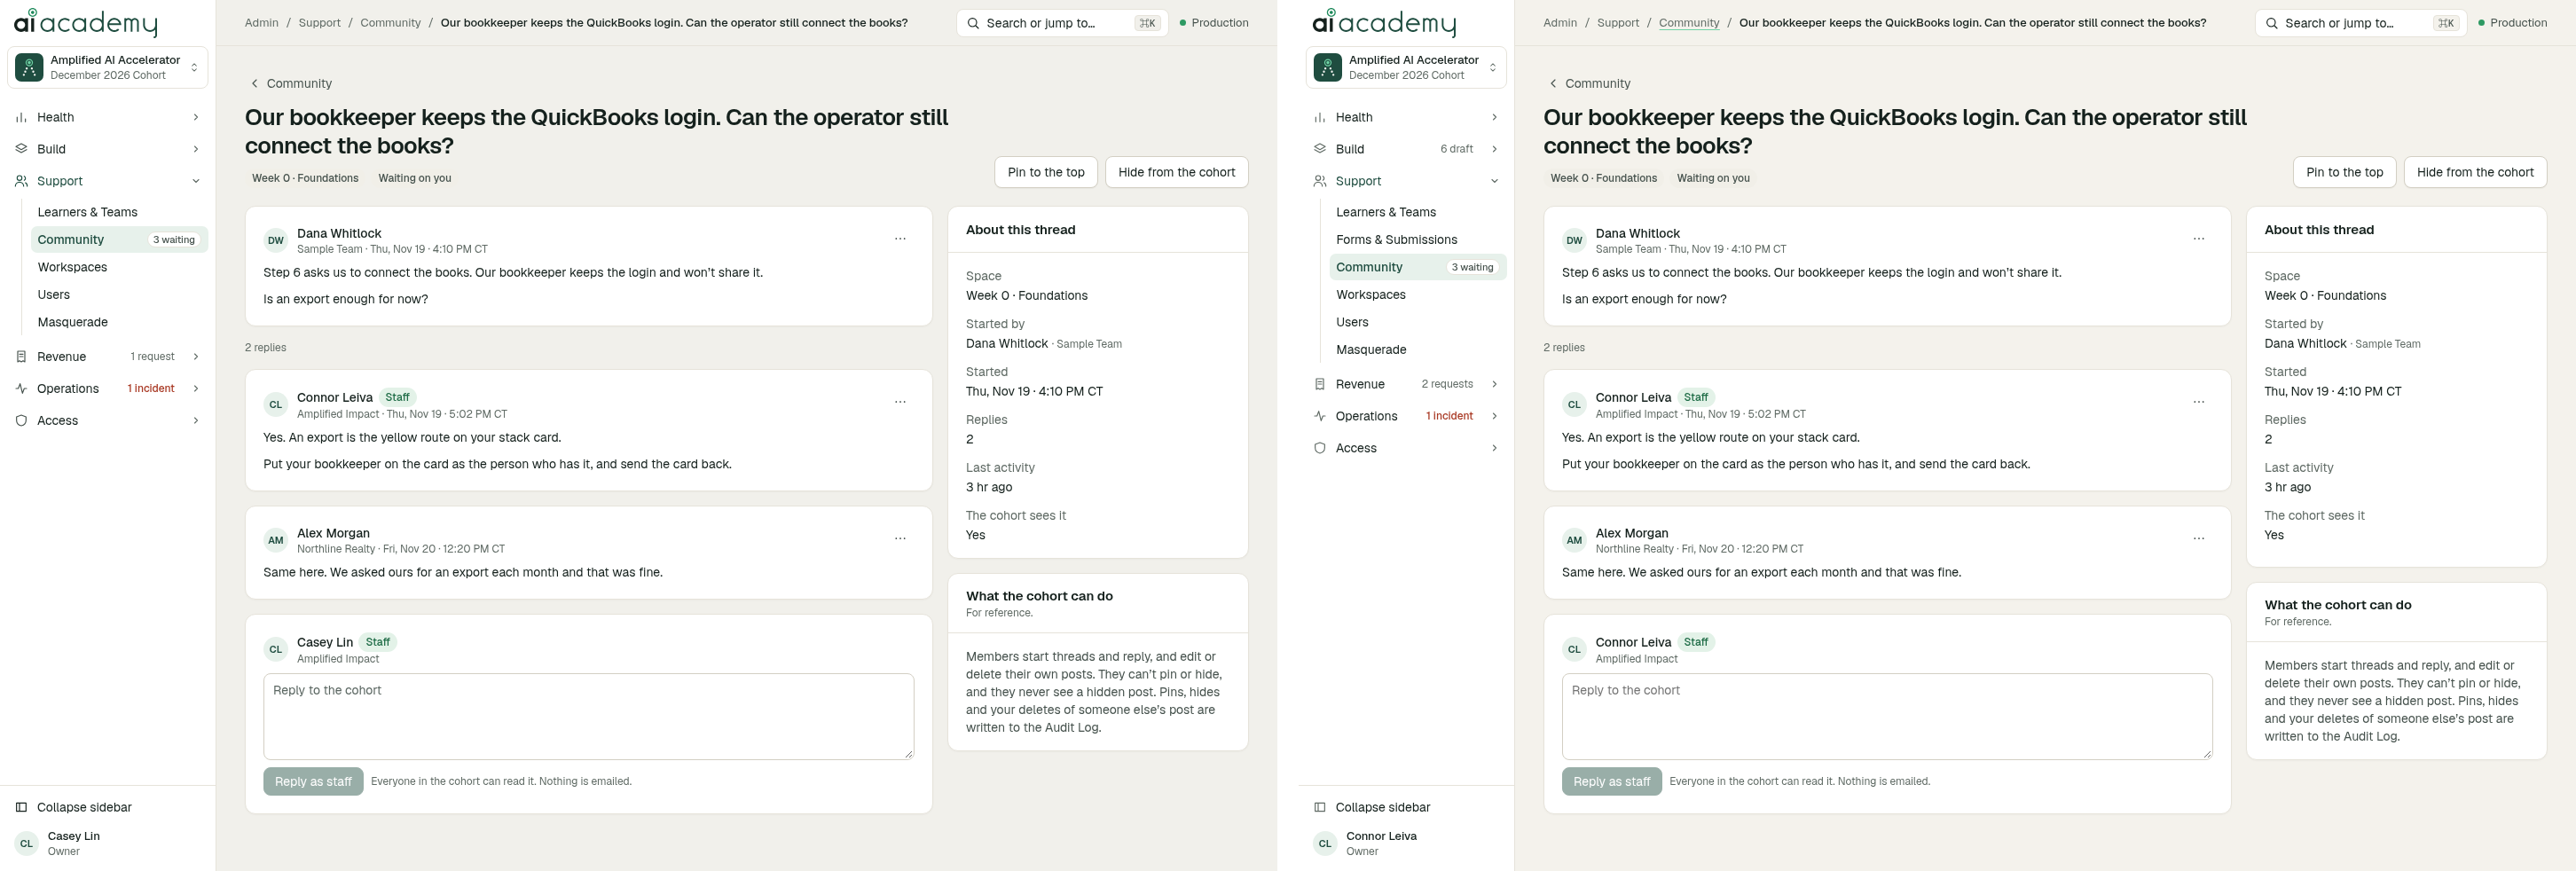 ai academy
Amplified AI Accelerator
December 2026 Cohort
Health
Build
Support
Learners & Teams
Community 3 waiting
Workspaces
Users
Masquerade
Revenue 1 request
Operations 1 incident
Access
Collapse sidebar
CL Casey Lin
Owner
Admin / Support / Community / Our bookkeeper keeps the QuickBooks login. Can the operator still connect the books?
Search or jump to... ⌘K Production
Community
Our bookkeeper keeps the QuickBooks login. Can the operator still
connect the books?
Week 0 · Foundations Waiting on you
Pin to the top Hide from the cohort
DW Dana Whitlock
Sample Team · Thu, Nov 19 · 4:10 PM CT
Step 6 asks us to connect the books. Our bookkeeper keeps the login and won’t share it.
Is an export enough for now?
2 replies
CL Connor Leiva Staff
Amplified Impact · Thu, Nov 19 · 5:02 PM CT
Yes. An export is the yellow route on your stack card.
Put your bookkeeper on the card as the person who has it, and send the card back.
AM Alex Morgan
Northline Realty · Fri, Nov 20 · 12:20 PM CT
Same here. We asked ours for an export each month and that was fine.
CL Casey Lin Staff
Amplified Impact
Reply to the cohort
Reply as staff Everyone in the cohort can read it. Nothing is emailed.
About this thread
Space
Week 0 · Foundations
Started by
Dana Whitlock · Sample Team
Started
Thu, Nov 19 · 4:10 PM CT
Replies
2
Last activity
3 hr ago
The cohort sees it
Yes
What the cohort can do
For reference.
Members start threads and reply, and edit or
delete their own posts. They can’t pin or hide,
and they never see a hidden post. Pins, hides
and your deletes of someone else’s post are
written to the Audit Log.
ai academy
Amplified AI Accelerator
December 2026 Cohort
Health
Build 6 draft
Support
Learners & Teams
Forms & Submissions
Community 3 waiting
Workspaces
Users
Masquerade
Revenue 2 requests
Operations 1 incident
Access
Collapse sidebar
CL Connor Leiva
Owner
Admin / Support / Community / Our bookkeeper keeps the QuickBooks login. Can the operator still connect the books?
Search or jump to... ⌘K Production
Community
Our bookkeeper keeps the QuickBooks login. Can the operator still
connect the books?
Week 0 · Foundations Waiting on you
Pin to the top Hide from the cohort
DW Dana Whitlock
Sample Team · Thu, Nov 19 · 4:10 PM CT
Step 6 asks us to connect the books. Our bookkeeper keeps the login and won’t share it.
Is an export enough for now?
2 replies
CL Connor Leiva Staff
Amplified Impact · Thu, Nov 19 · 5:02 PM CT
Yes. An export is the yellow route on your stack card.
Put your bookkeeper on the card as the person who has it, and send the card back.
AM Alex Morgan
Northline Realty · Fri, Nov 20 · 12:20 PM CT
Same here. We asked ours for an export each month and that was fine.
CL Connor Leiva Staff
Amplified Impact
Reply to the cohort
Reply as staff Everyone in the cohort can read it. Nothing is emailed.
About this thread
Space
Week 0 · Foundations
Started by
Dana Whitlock · Sample Team
Started
Thu, Nov 19 · 4:10 PM CT
Replies
2
Last activity
3 hr ago
The cohort sees it
Yes
What the cohort can do
For reference.
Members start threads and reply, and edit or
delete their own posts. They can’t pin or hide,
and they never see a hidden post. Pins, hides
and your deletes of someone else’s post are
written to the Audit Log.